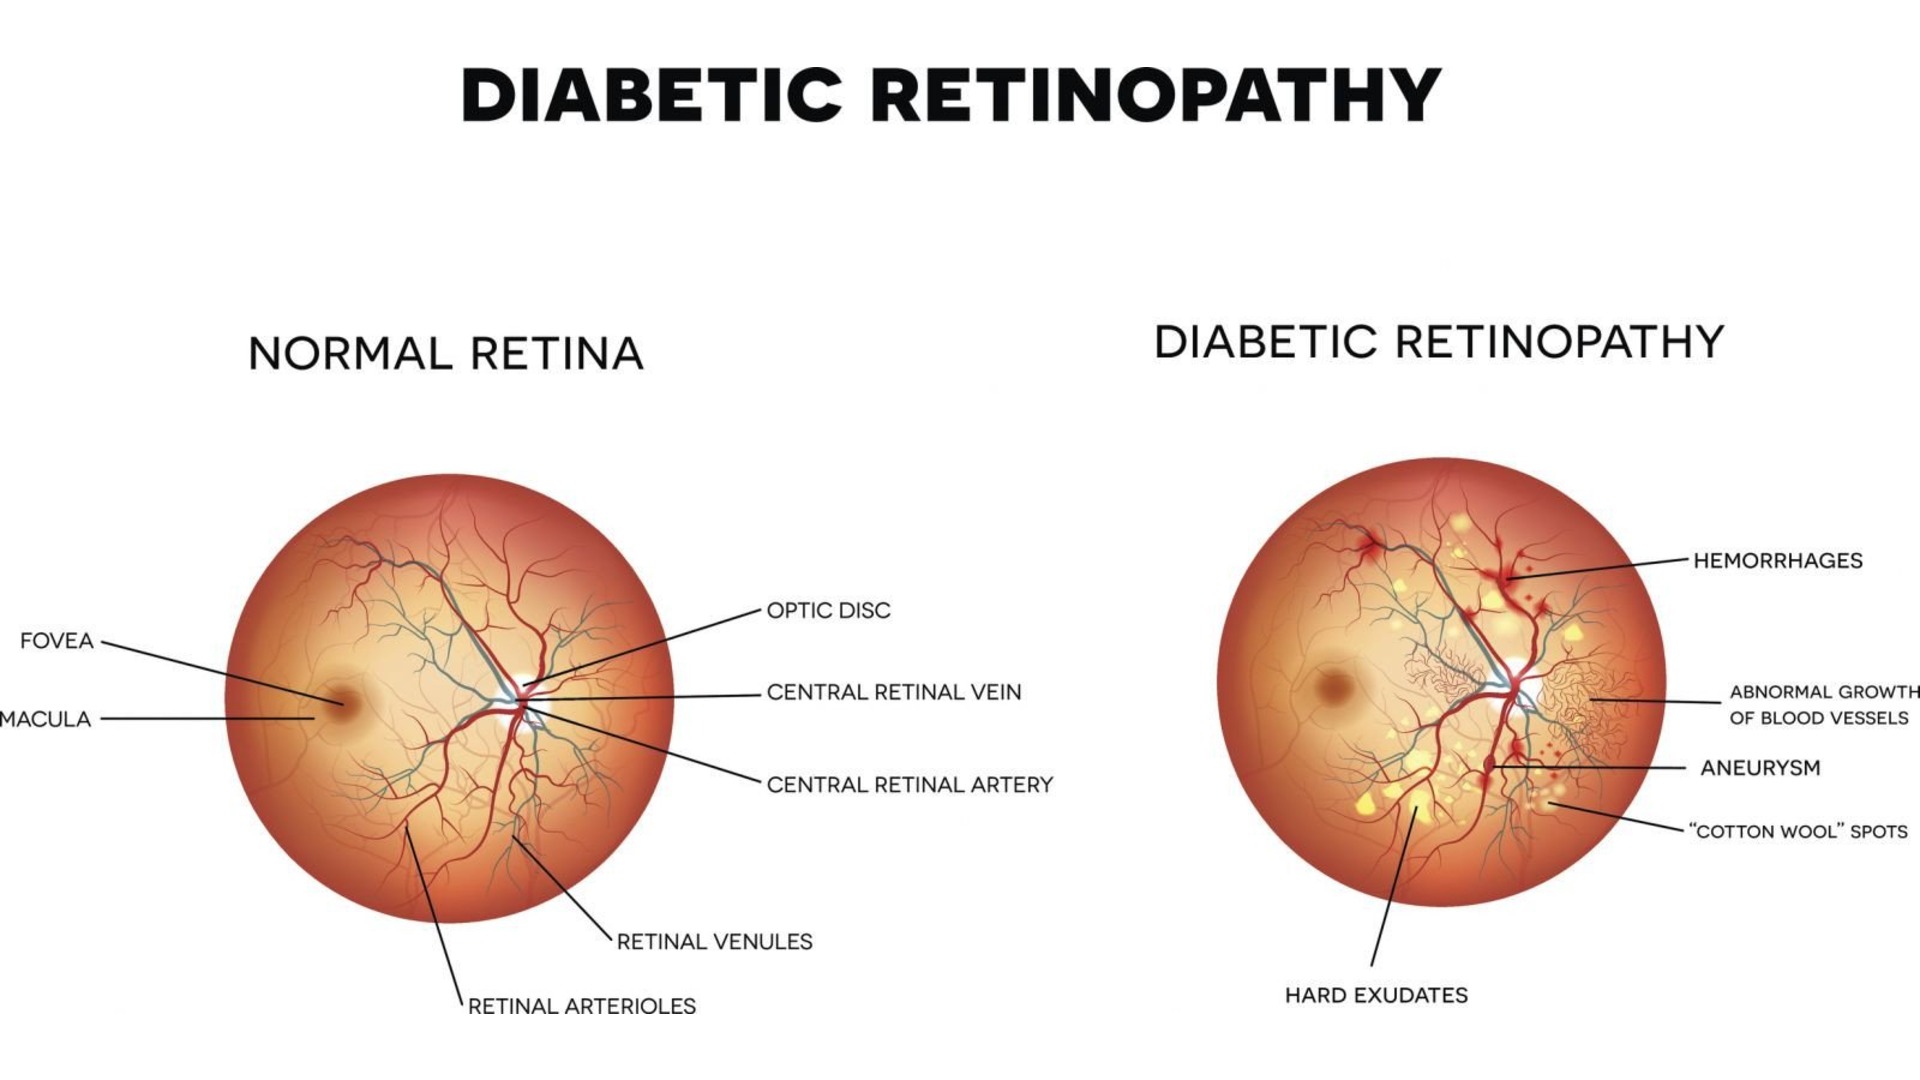 DIABETIC RETINOPATHY
NORMAL RETINA
FOVEA
MACULA
OPTIC DISC
CENTRAL RETINAL VEIN
CENTRAL RETINAL ARTERY
RETINAL VENULES
RETINAL ARTERIOLES
DIABETIC RETINOPATHY
HEMORRHAGES
ABNORMAL GROWTH
OF BLOOD VESSELS
ANEURYSM
“COTTON WOOL” SPOTS
HARD EXUDATES